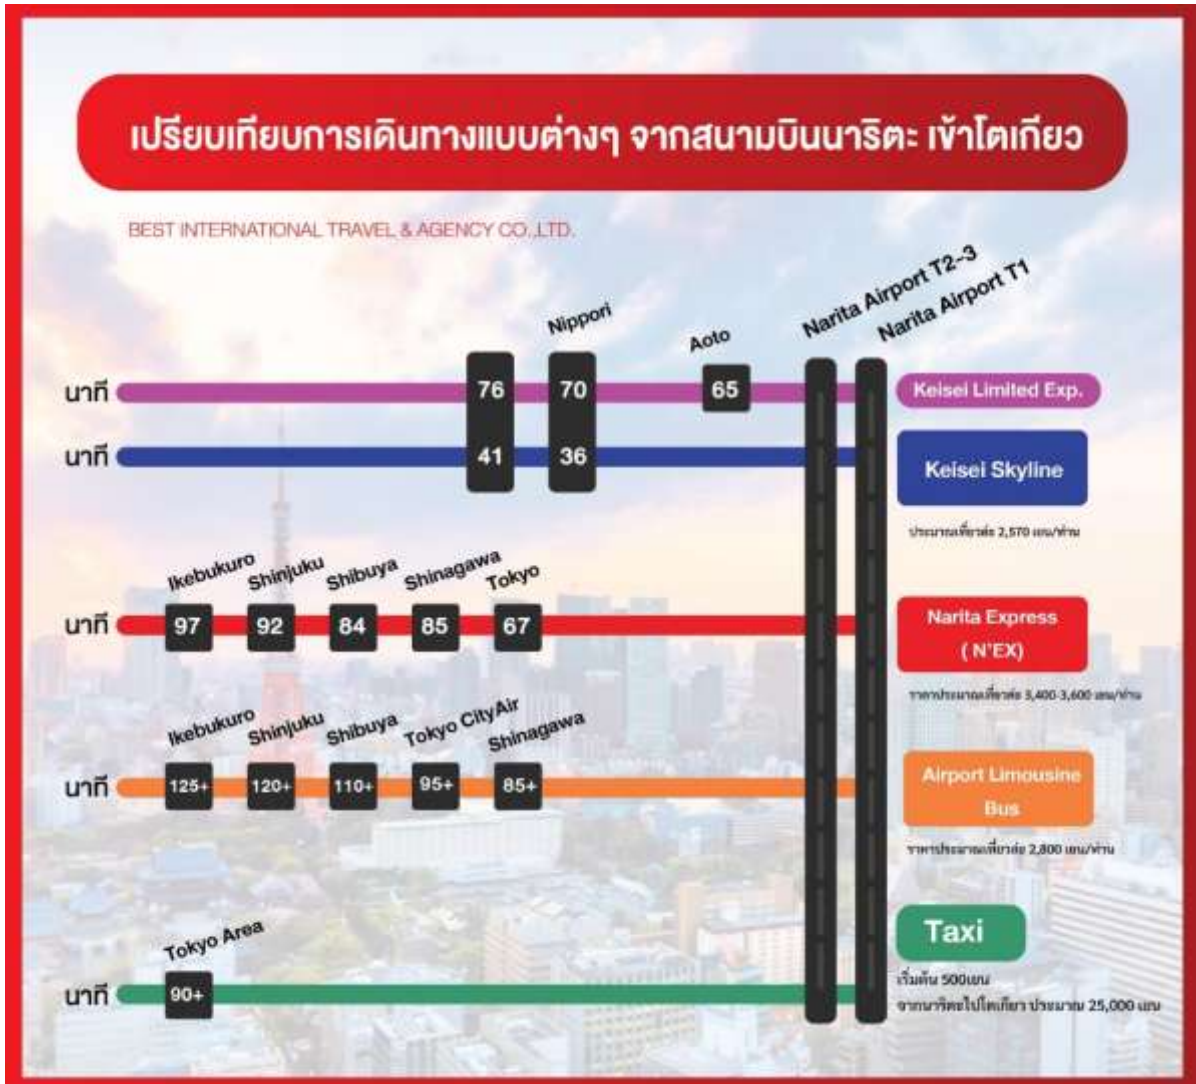 เปรียบเทียบการเดินทางแบบต่างๆ จากสนามบินนาริตะ เข้าโตเกียว
BEST INTERNATIONAL TRAVEL & AGENCY CO.,LTD.
Nippori
Aoto
Narita Airport T2-3
Narita Airport T1
นาที
76
70
65
Keisei Limited Exp.
นาที
41
36
Keisei Skyline
ประมาณเที่ยวล่ะ 2,570 เยน/ท่าน
Ikebukuro
Shinjuku
Shibuya
Shinagawa
Tokyo
นาที
97
92
84
85
67
Narita Express
( N'EX)
ราคาประมาณเที่ยวล่ะ 3,400-3,600 เยน/ท่าน
Ikebukuro
Shinjuku
Shibuya
Tokyo CityAir
Shinagawa
นาที
125+
120+
110+
95+
85+
Airport Limousine
Bus
ราคาประมาณเที่ยวล่ะ 2,800 เยน/ท่าน
Tokyo Area
นาที
90+
Taxi
เริ่มต้น 500เยน
จากนาริตะไปโตเกียว ประมาณ 25,000 เยน